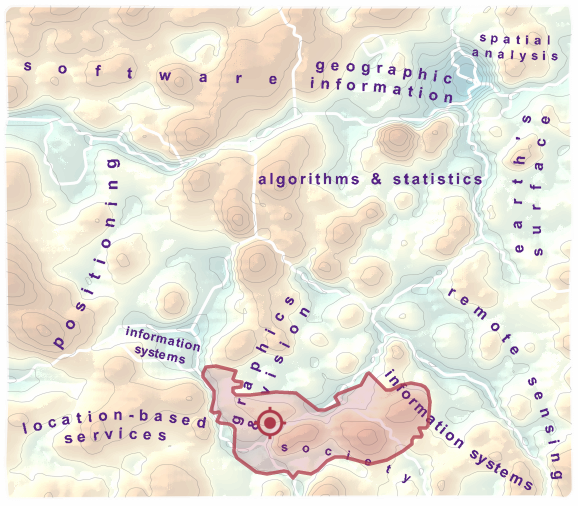 spatial
analysis
software
geographic
information
earth's
surface
algorithms & statistics
positioning
information
systems
graphics
& vision
remote sensing
location-based
services
information systems
society